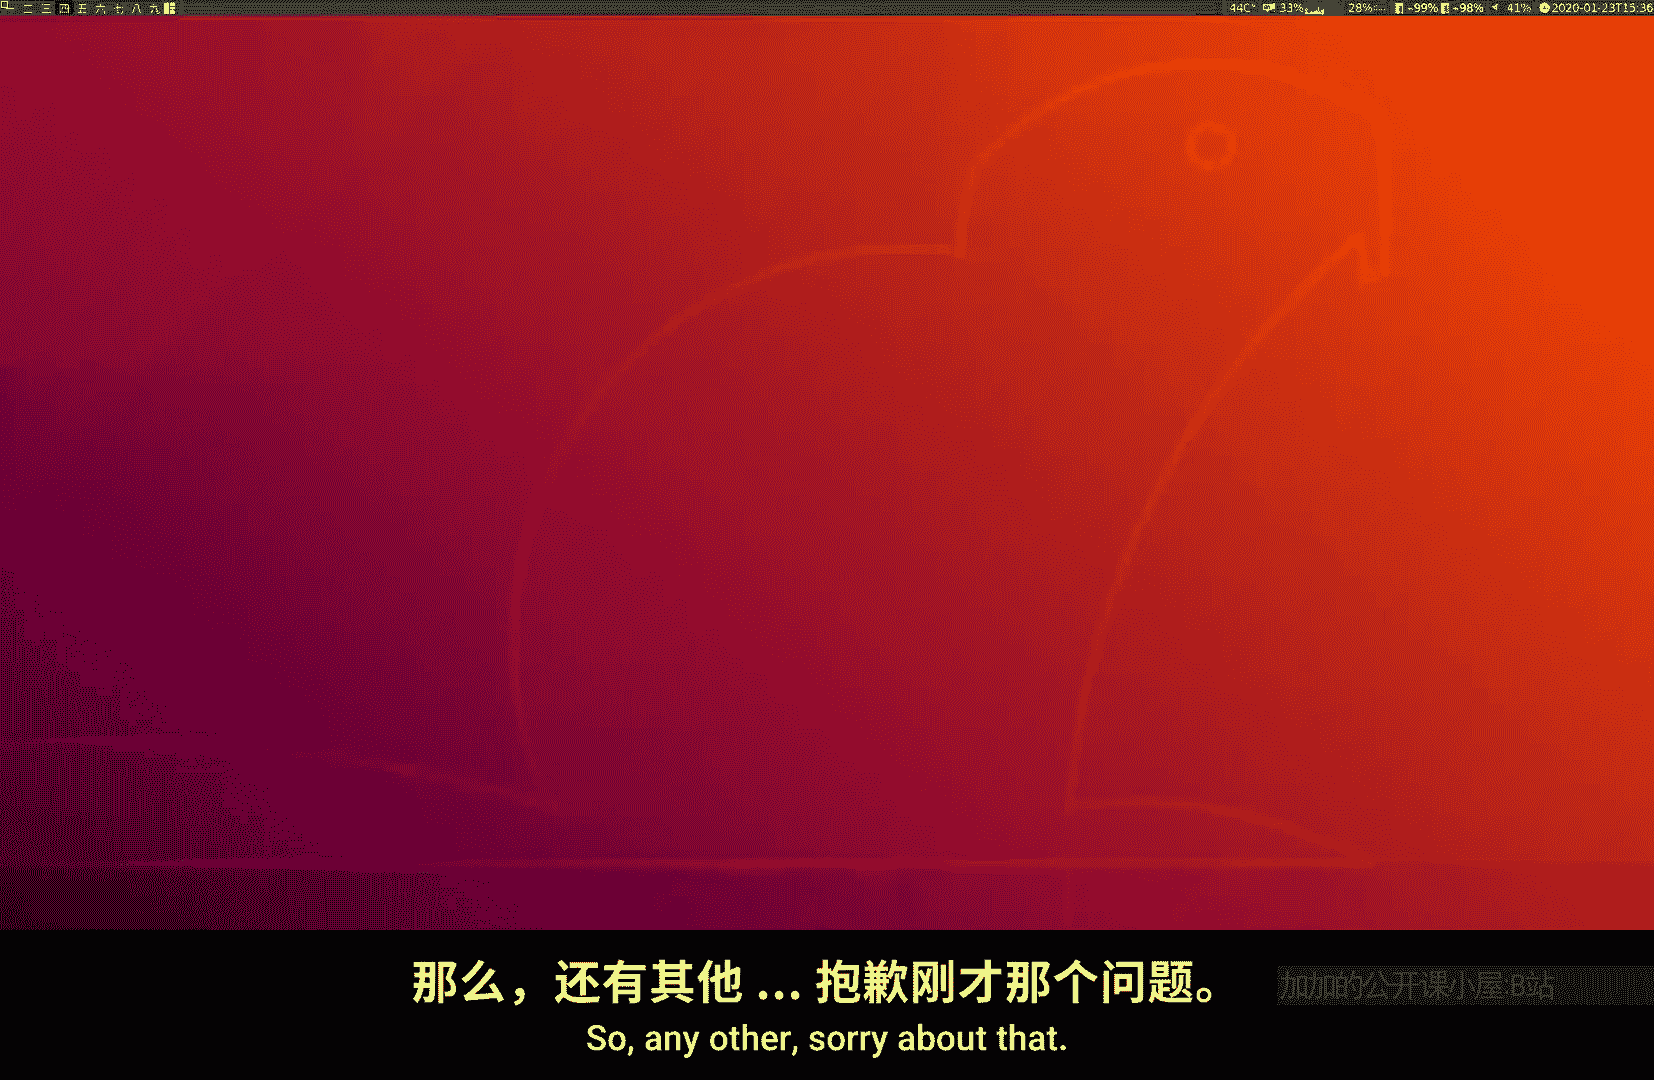 二 三 四 五 六 七 八 九
44C° 33% 28% ~99% ~98% 41% 2020-01-23T15:36
那么，还有其他 ... 抱歉刚才那个问题。
加加的公开课小屋:B站
So, any other, sorry about that.